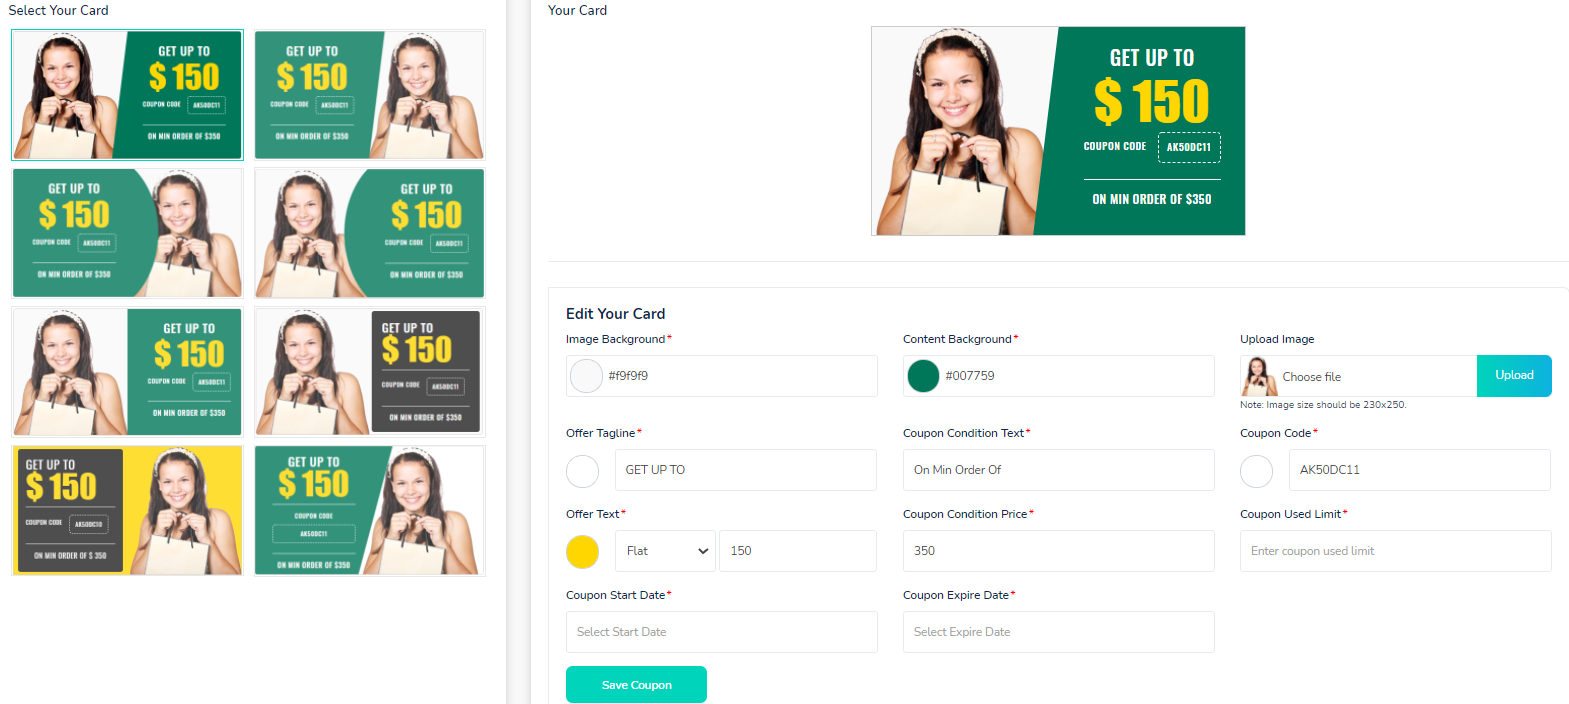 Select Your Card
GET UP TO
$ 150
COUPON CODE AK50DC11
ON MIN ORDER OF $350
GET UP TO
$ 150
COUPON CODE AK50DC11
ON MIN ORDER OF $350
GET UP TO
$ 150
COUPON CODE AK50DC11
ON MIN ORDER OF $350
GET UP TO
$ 150
COUPON CODE AK50DC11
ON MIN ORDER OF $350
GET UP TO
$ 150
COUPON CODE AK50DC11
ON MIN ORDER OF $350
GET UP TO
$ 150
COUPON CODE AK50DC11
ON MIN ORDER OF $350
GET UP TO
$ 150
COUPON CODE AK50DC10
ON MIN ORDER OF $ 350
GET UP TO
$ 150
COUPON CODE
AK50DC11
ON MIN ORDER OF $350
Your Card
GET UP TO
$ 150
COUPON CODE AK50DC11
ON MIN ORDER OF $350
Edit Your Card
Image Background* Content Background* Upload Image
#f9f9f9 #007759 Choose file Upload
Note: Image size should be 230x250.
Offer Tagline* Coupon Condition Text* Coupon Code*
GET UP TO On Min Order Of AK50DC11
Offer Text* Coupon Condition Price* Coupon Used Limit*
Flat 150 350 Enter coupon used limit
Coupon Start Date* Coupon Expire Date*
Select Start Date Select Expire Date
Save Coupon